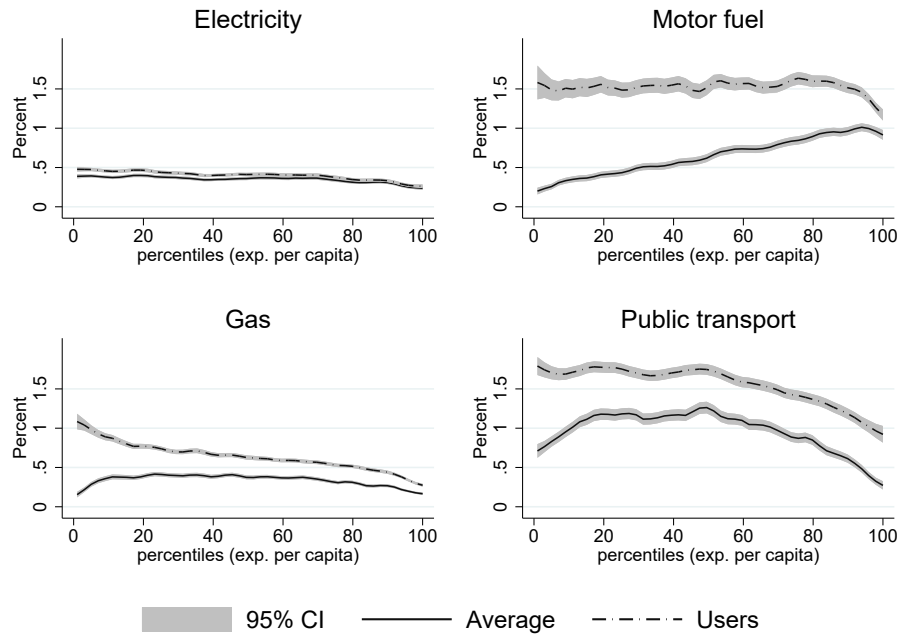 Electricity
Percent
0 .5 1 1.5
0 20 40 60 80 100
percentiles (exp. per capita)
Motor fuel
Percent
0 .5 1 1.5
0 20 40 60 80 100
percentiles (exp. per capita)
Gas
Percent
0 .5 1 1.5
0 20 40 60 80 100
percentiles (exp. per capita)
Public transport
Percent
0 .5 1 1.5
0 20 40 60 80 100
percentiles (exp. per capita)
95% CI Average Users